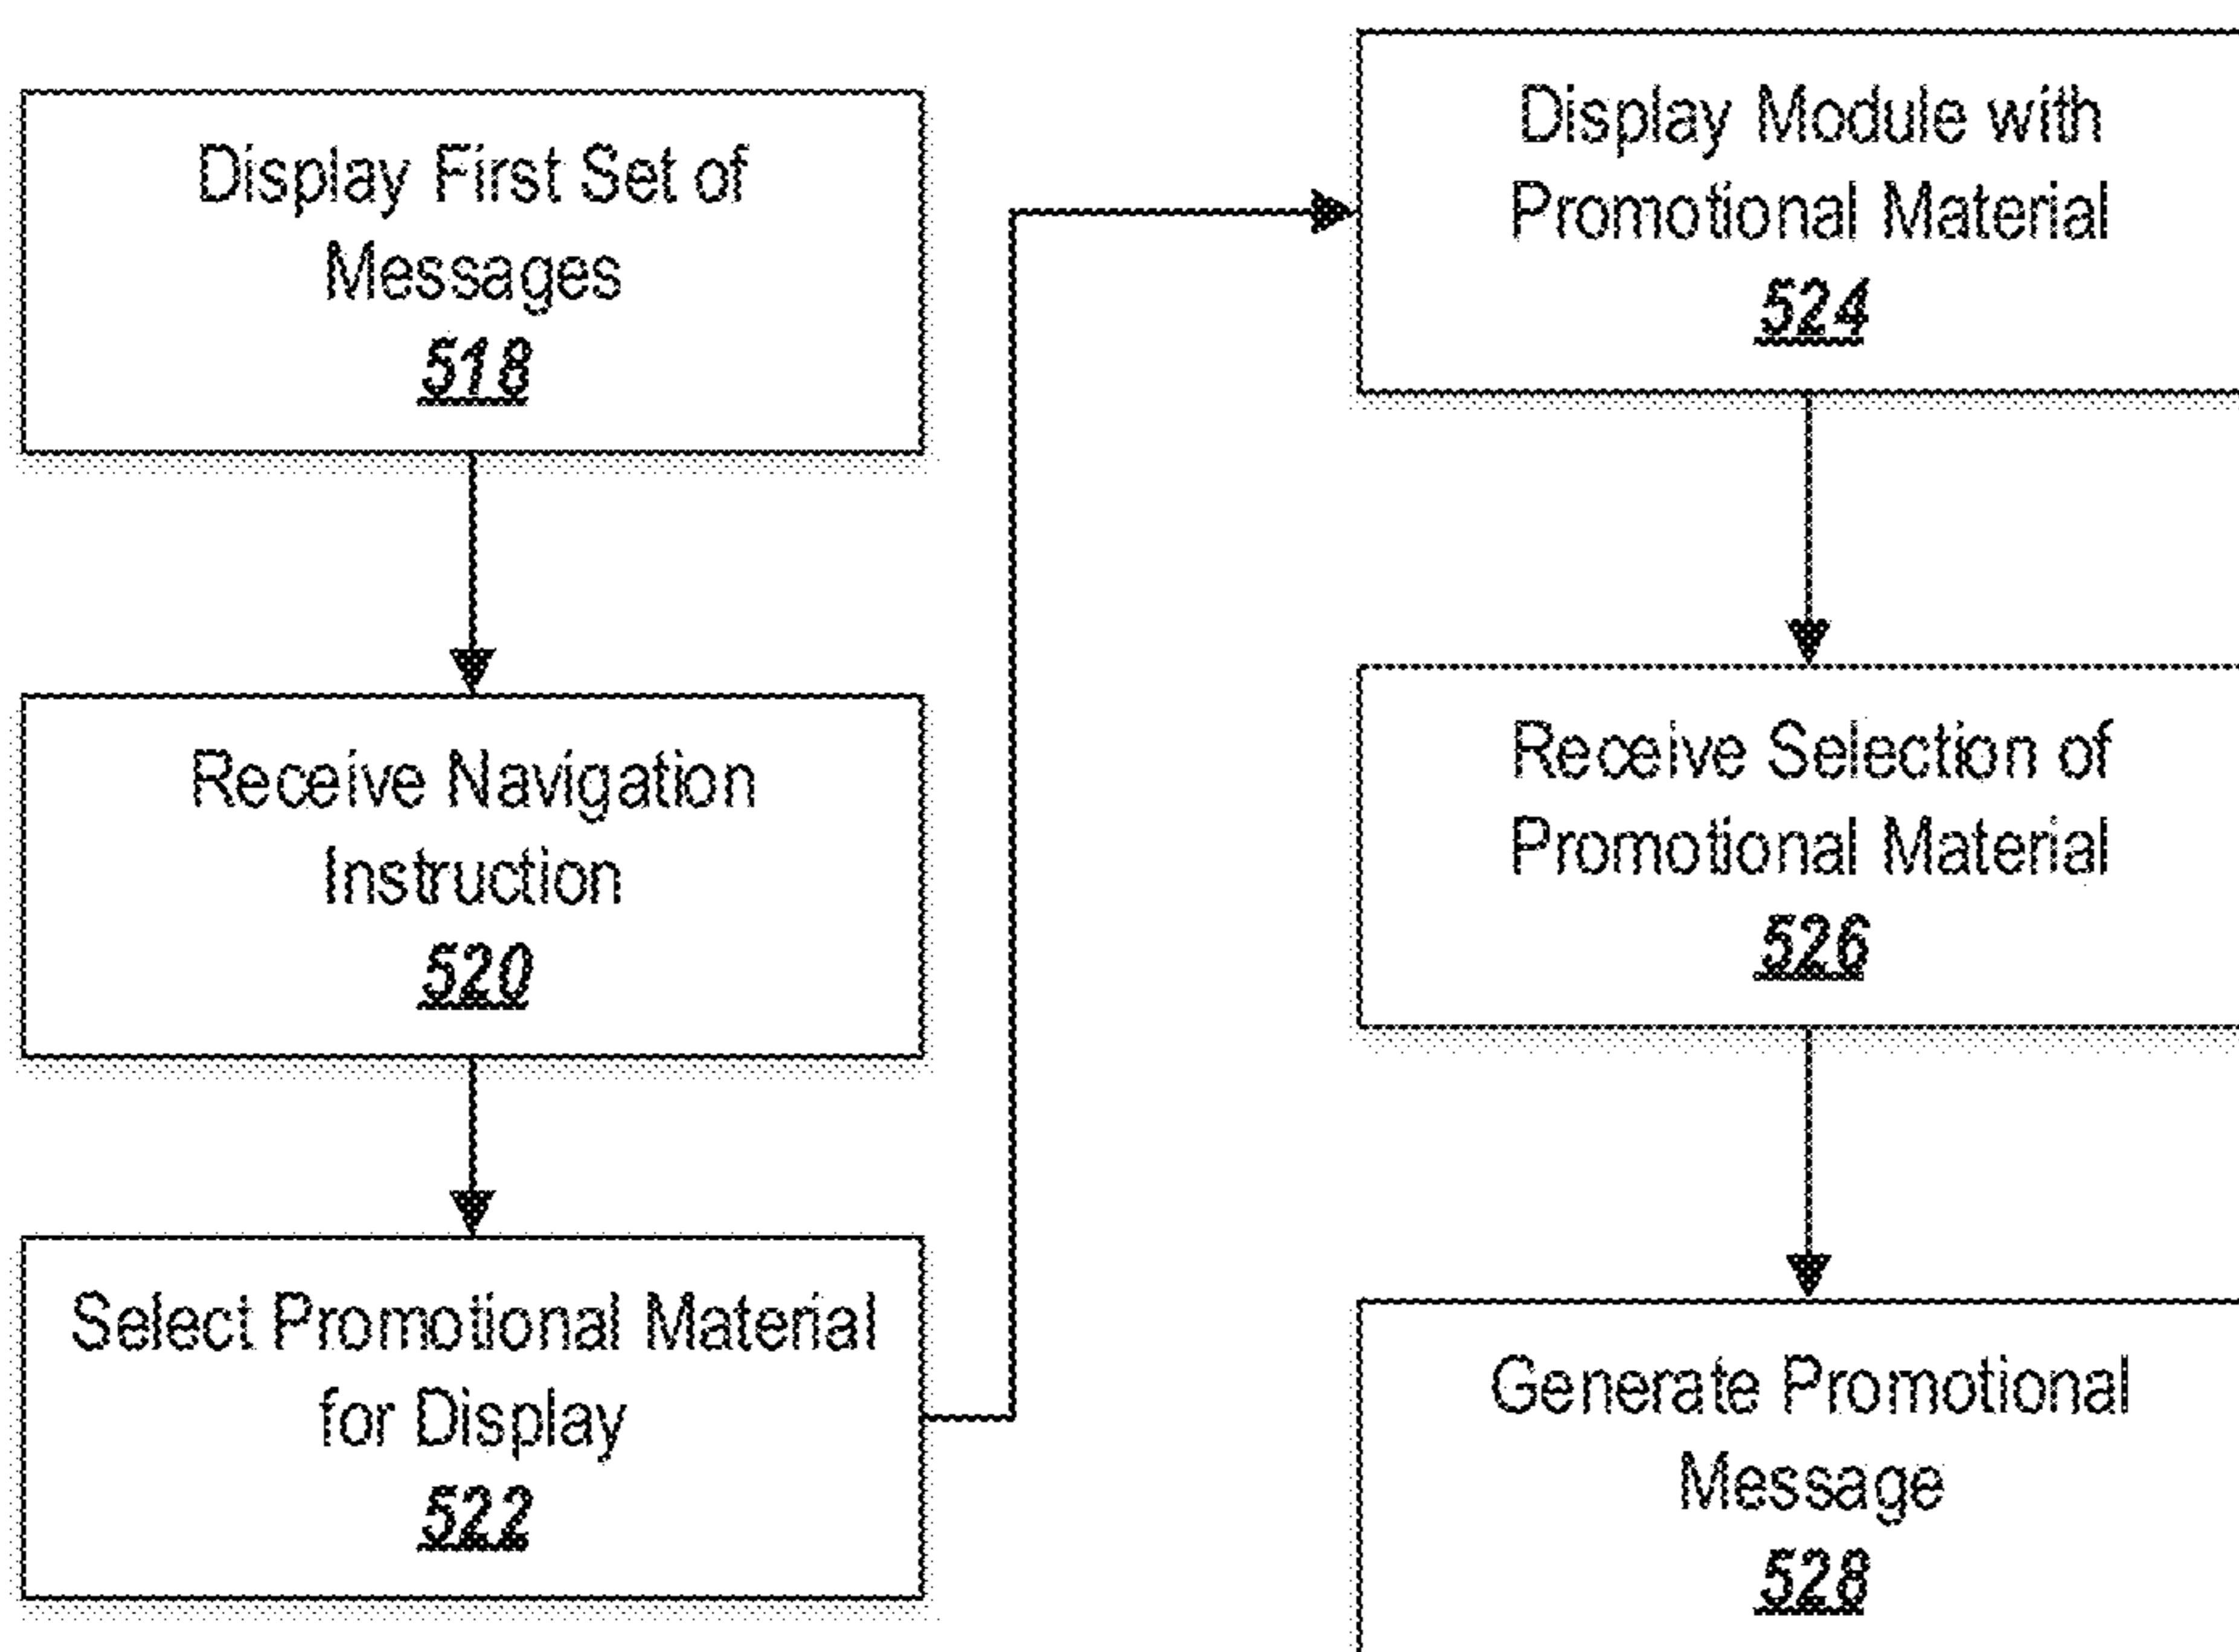 Display First Set of
Messages
518
Receive Navigation
Instruction
520
Select Promotional Material
for Display
522
Display Module with
Promotional Material
524
Receive Selection of
Promotional Material
526
Generate Promotional
Message
528